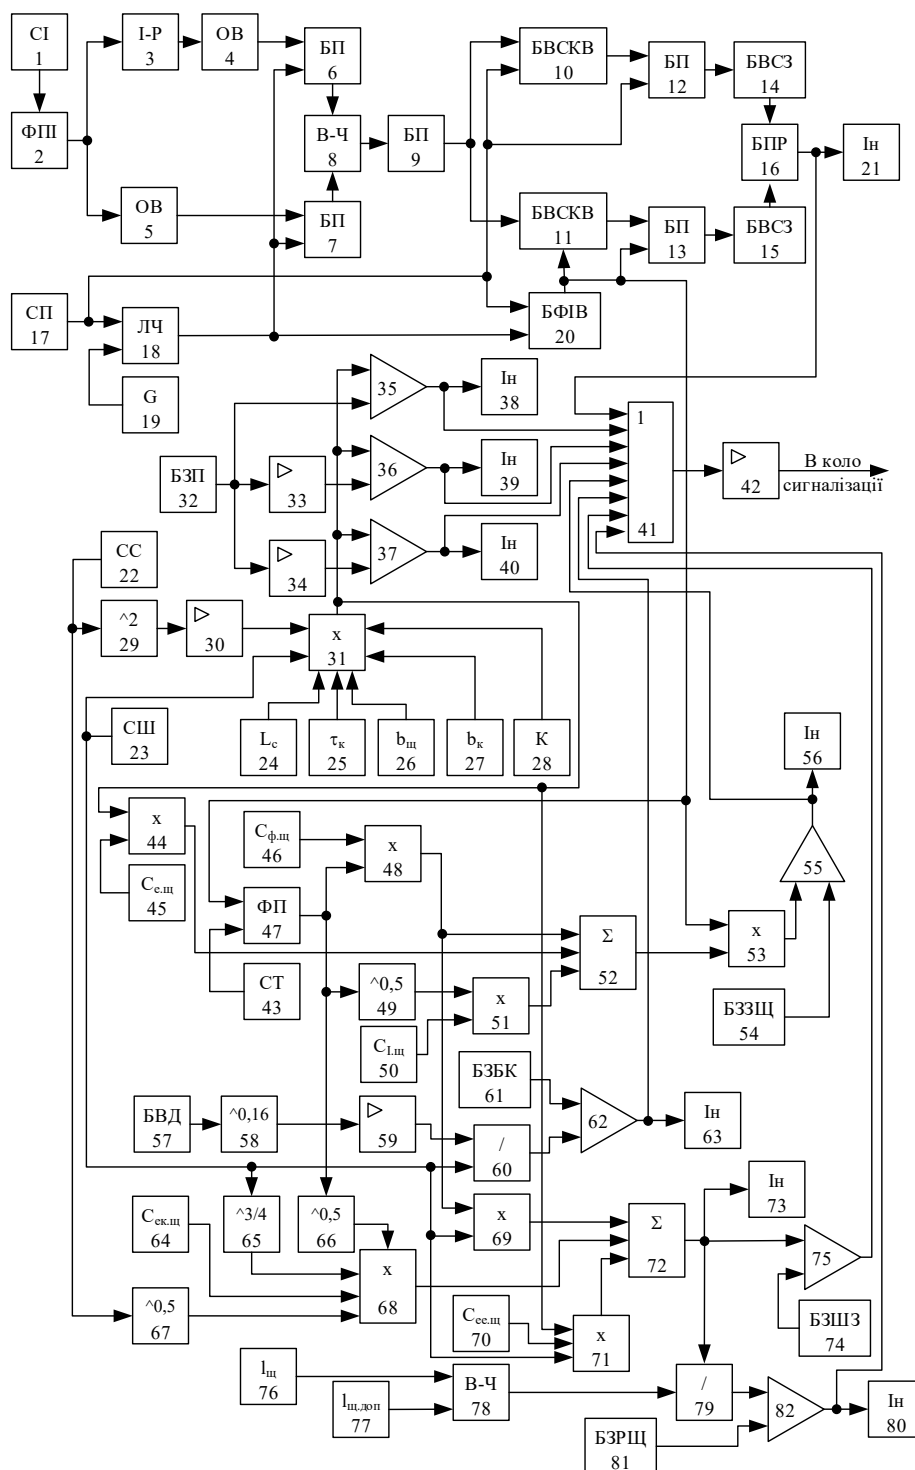 СІ
1
ФПІ
2
І-Р
3
ОВ
4
ОВ
5
БП
6
БП
7
В-Ч
8
БП
9
БВСКВ
10
БВСКВ
11
БП
12
БП
13
БВСЗ
14
БВСЗ
15
БПР
16
Ін
21
СП
17
ЛЧ
18
G
19
БФІВ
20
35
Ін
38
БЗП
32
33
36
Ін
39
34
37
Ін
40
1
41
42
В коло
сигналізації
СС
22
^2
29
30
x
31
СШ
23
Lс
24
τк
25
bщ
26
bк
27
К
28
Ін
56
x
44
Се.щ
45
Сф.щ
46
x
48
ФП
47
СТ
43
^0,5
49
СІ.щ
50
x
51
Σ
52
x
53
55
БЗЗЩ
54
БЗБК
61
62
Ін
63
БВД
57
^0,16
58
59
/
60
Сек.щ
64
^3/4
65
^0,5
66
^0,5
67
x
68
x
69
Σ
72
Ін
73
75
БЗШЗ
74
Сее.щ
70
x
71
lщ
76
lщ.доп
77
В-Ч
78
/
79
82
Ін
80
БЗРЩ
81